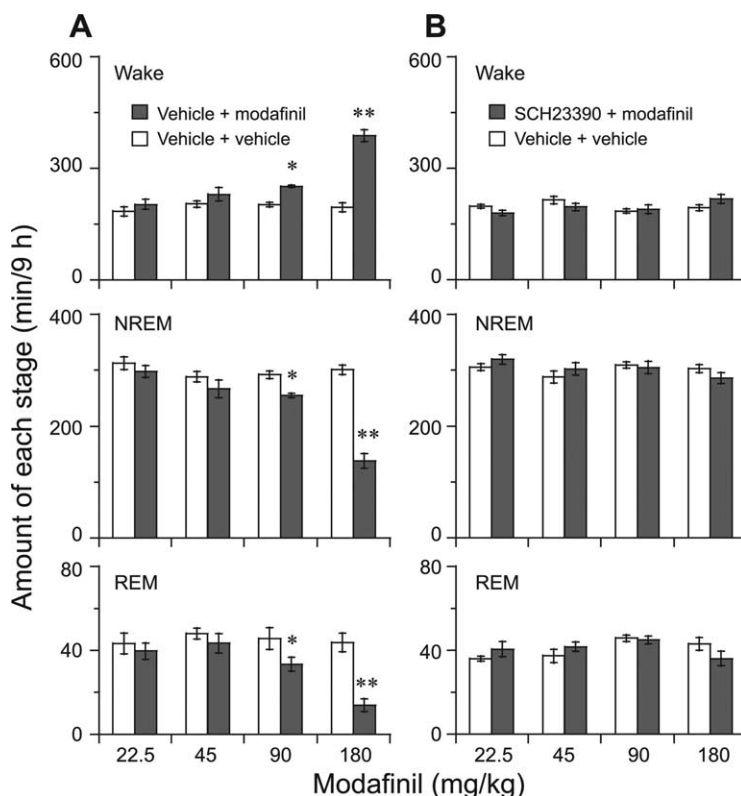 A
600
300
0
Wake
Vehicle + modafinil
Vehicle + vehicle
*
**
400
200
0
NREM
*
**
80
40
0
REM
*
**
22.5 45 90 180
B
600
300
0
Wake
SCH23390 + modafinil
Vehicle + vehicle
400
200
0
NREM
80
40
0
REM
22.5 45 90 180
Amount of each stage (min/9 h)
Modafinil (mg/kg)